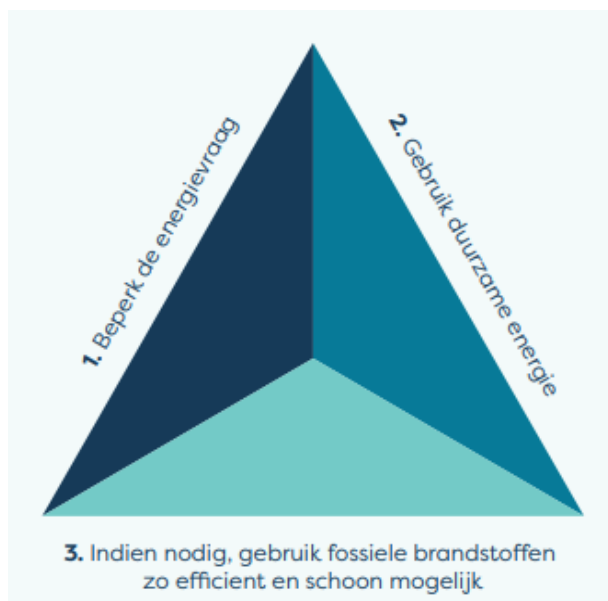 1. Beperk de energievraag
2. Gebruik duurzame energie
3. Indien nodig, gebruik fossiele brandstoffen
zo efficient en schoon mogelijk